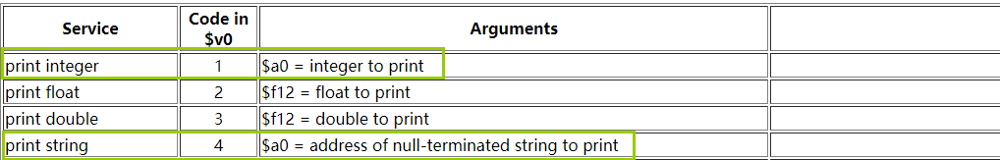 Service Code in $v0 Arguments
print integer 1 $a0 = integer to print
print float 2 $f12 = float to print
print double 3 $f12 = double to print
print string 4 $a0 = address of null-terminated string to print